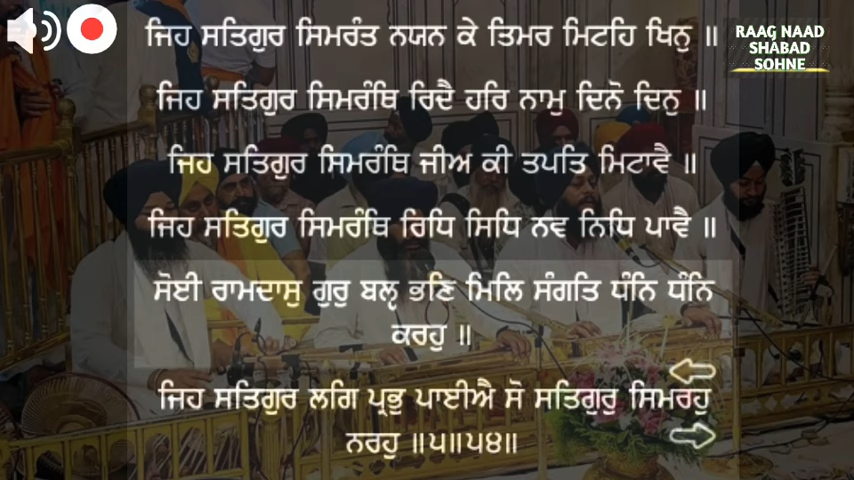 ਜਿਹ ਸਤਿਗੁਰ ਸਿਮਰੰਤ ਨਯਨ ਕੇ ਤਿਮਰ ਮਿਟਹਿ ਖਿਨੁ ॥
ਜਿਹ ਸਤਿਗੁਰ ਸਿਮਰੰਥਿ ਰਿਦੈ ਹਰਿ ਨਾਮੁ ਦਿਨੋ ਦਿਨੁ ॥
ਜਿਹ ਸਤਿਗੁਰ ਸਿਮਰੰਥਿ ਜੀਅ ਕੀ ਤਪਤਿ ਮਿਟਾਵੈ ॥
ਜਿਹ ਸਤਿਗੁਰ ਸਿਮਰੰਥਿ ਰਿਧਿ ਸਿਧਿ ਨਵ ਨਿਧਿ ਪਾਵੈ ॥
ਸੋਈ ਰਾਮਦਾਸੁ ਗੁਰੁ ਬਲ੍ਹ ਭਣਿ ਮਿਲਿ ਸੰਗਤਿ ਧੰਨਿ ਧੰਨਿ
ਕਰਹੁ ॥
ਜਿਹ ਸਤਿਗੁਰ ਲਗਿ ਪ੍ਰਭੁ ਪਾਈਐ ਸੋ ਸਤਿਗੁਰੁ ਸਿਮਰਹੁ
ਨਰਹੁ ॥੫॥੫੪॥
RAAG NAAD
SHABAD
SOHNE